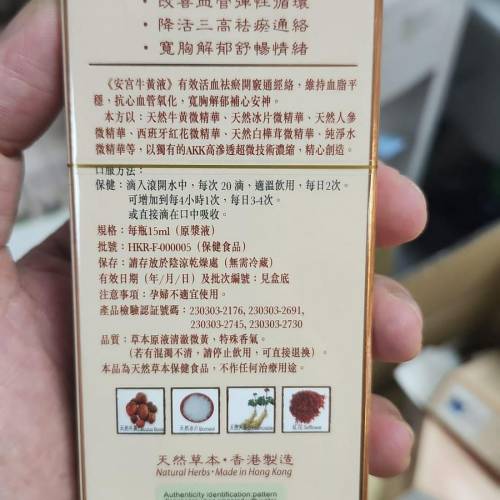 · 改善血管彈性循環
· 降活三高祛瘀通絡
· 寬胸解郁舒暢情緒
《安宮牛黃液》有效活血祛瘀開竅通經絡，維持血脂平
穩，抗心血管氧化，寬胸解郁補心安神。
本方以：天然牛黃微精華、天然冰片微精華、天然人參
微精華、西班牙紅花微精華、天然白樺茸微精華、純淨水
微精華等，以獨有的AKK高滲透超微技術濃縮，精心創造。
口服方法：
保健：滴入滾開水中，每次 20 滴，適溫飲用，每日2次。
可增加到每4小時1次，每日3-4次。
或直接滴在口中吸收。
規格：每瓶15ml（原漿液）
批號：HKR-F-000005（保健食品）
保存：請存放於陰涼乾燥處（無需冷藏）
有效日期（年/月/日）及批次編號：見盒底
注意事項：孕婦不適宜使用。
產品檢驗認証號碼：230303-2176, 230303-2691,
230303-2745, 230303-2730
品質：草本原液清澈微黃，特殊香氣。
（若有混濁不清，請停止飲用，可直接退換）。
本品為天然草本保健食品，不作任何治療用途。
天然草本·香港製造
Natural Herbs · Made in Hong Kong
Authenticity identification pattern